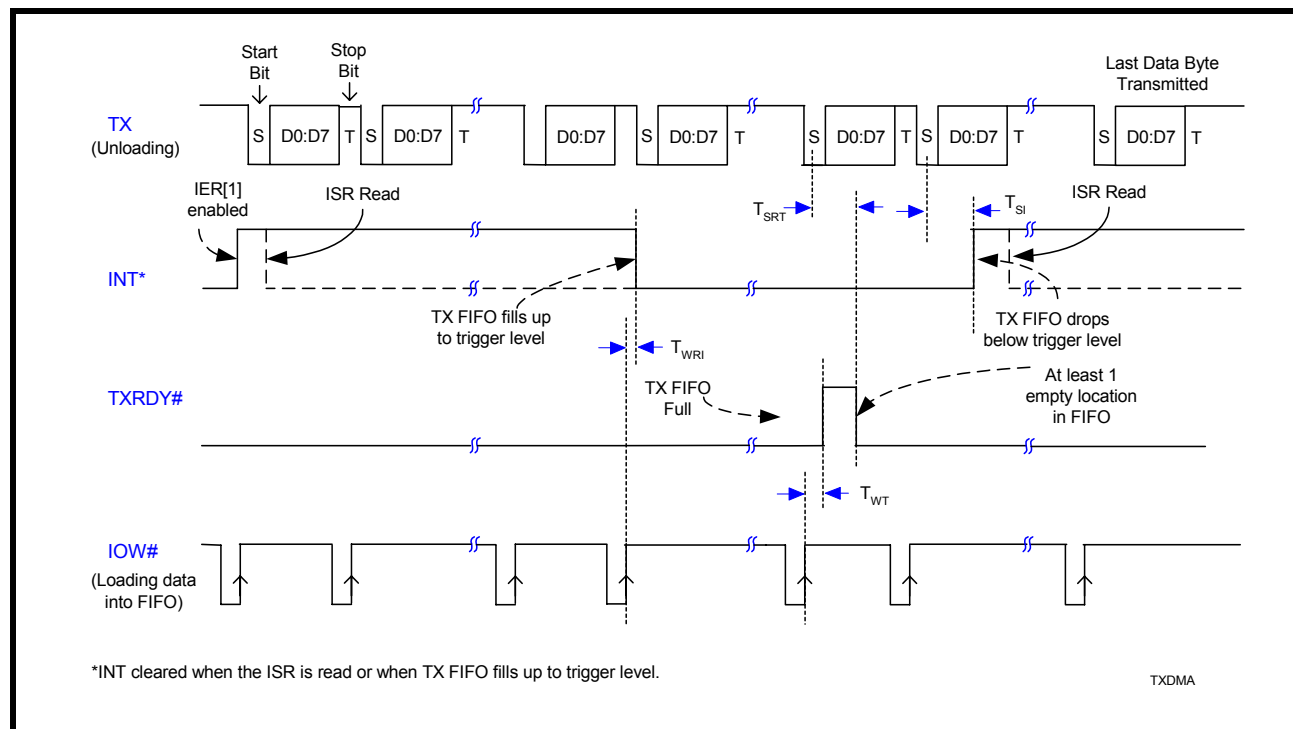 Start
Bit
Stop
Bit
Last Data Byte
Transmitted
TX
(Unloading)
S D0:D7 T S D0:D7 T D0:D7 S D0:D7 T S D0:D7 T S D0:D7 T S D0:D7 T
IER[1]
enabled
ISR Read
TSRT
TSI
ISR Read
INT*
TX FIFO fills up
to trigger level
TX FIFO drops
below trigger level
TWRI
TXRDY#
TX FIFO
Full
At least 1
empty location
in FIFO
TWT
IOW#
(Loading data
into FIFO)
*INT cleared when the ISR is read or when TX FIFO fills up to trigger level.
TXDMA